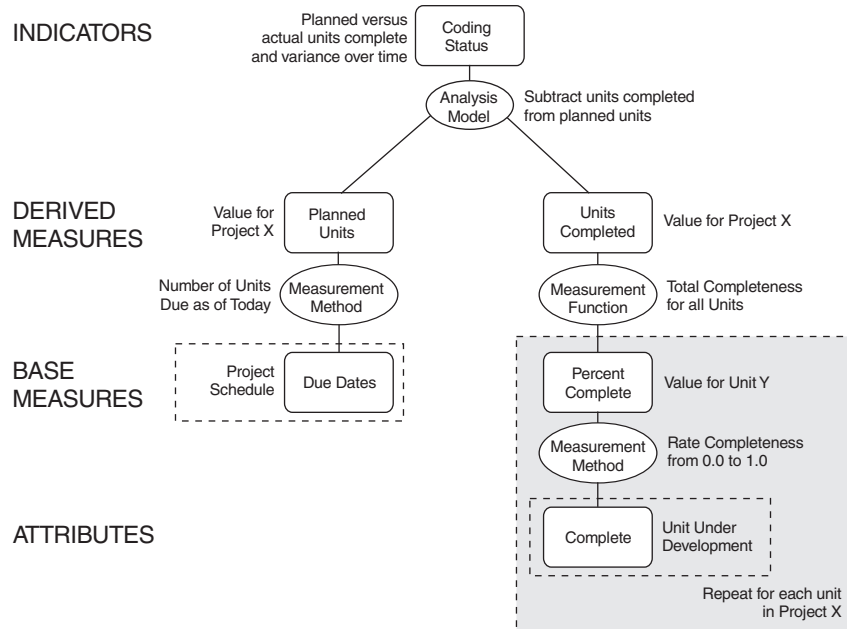 INDICATORS
Planned versus
actual units complete
and variance over time
Coding
Status
Analysis
Model
Subtract units completed
from planned units
DERIVED
MEASURES
Value for
Project X
Planned
Units
Units
Completed
Value for Project X
Number of Units
Due as of Today
Measurement
Method
Measurement
Function
Total Completeness
for all Units
BASE
MEASURES
Project
Schedule
Due Dates
Percent
Complete
Value for Unit Y
Measurement
Method
Rate Completeness
from 0.0 to 1.0
ATTRIBUTES
Complete
Unit Under
Development
Repeat for each unit
in Project X